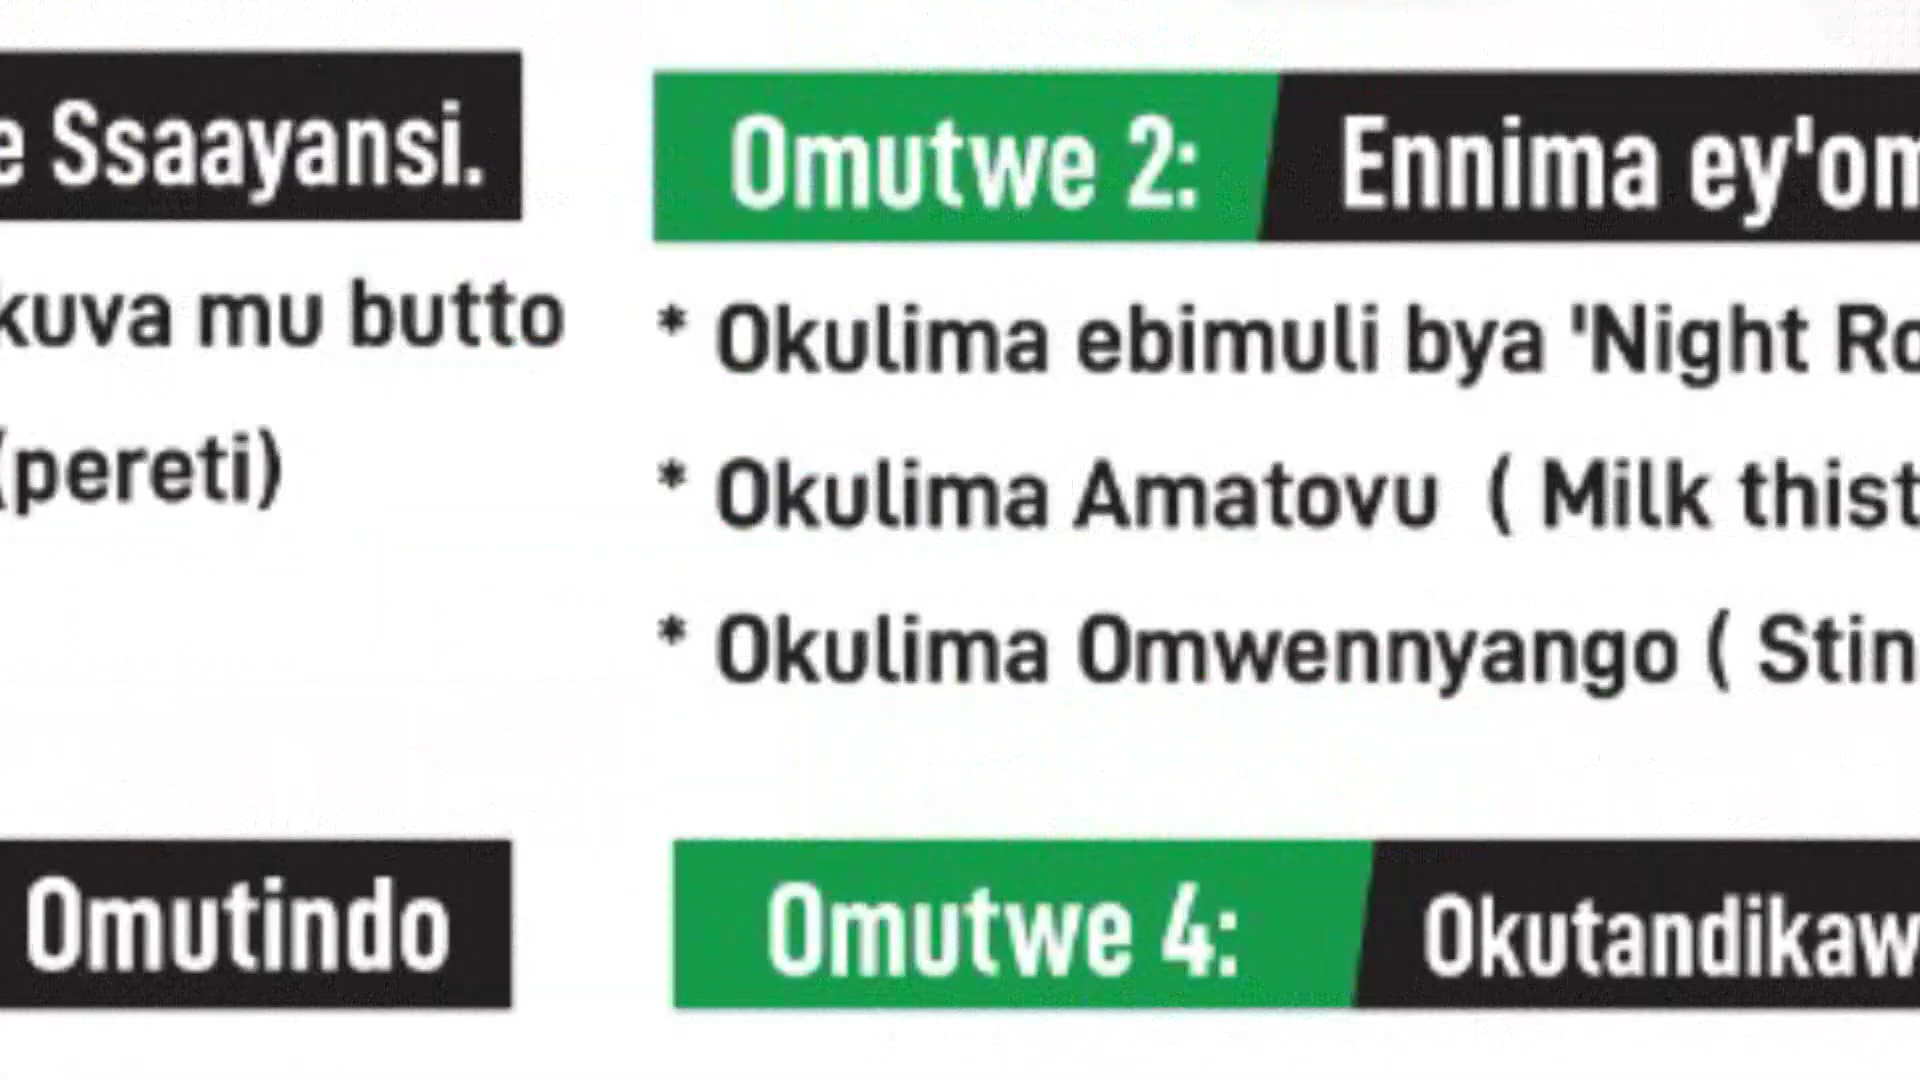 e Ssaayansi.
kuva mu butto
(pereti)
Omutwe 2: Ennima ey'om
* Okulima ebimuli bya 'Night Ro
* Okulima Amatovu ( Milk thist
* Okulima Omwennyango ( Stin
Omutindo
Omutwe 4: Okutandikaw